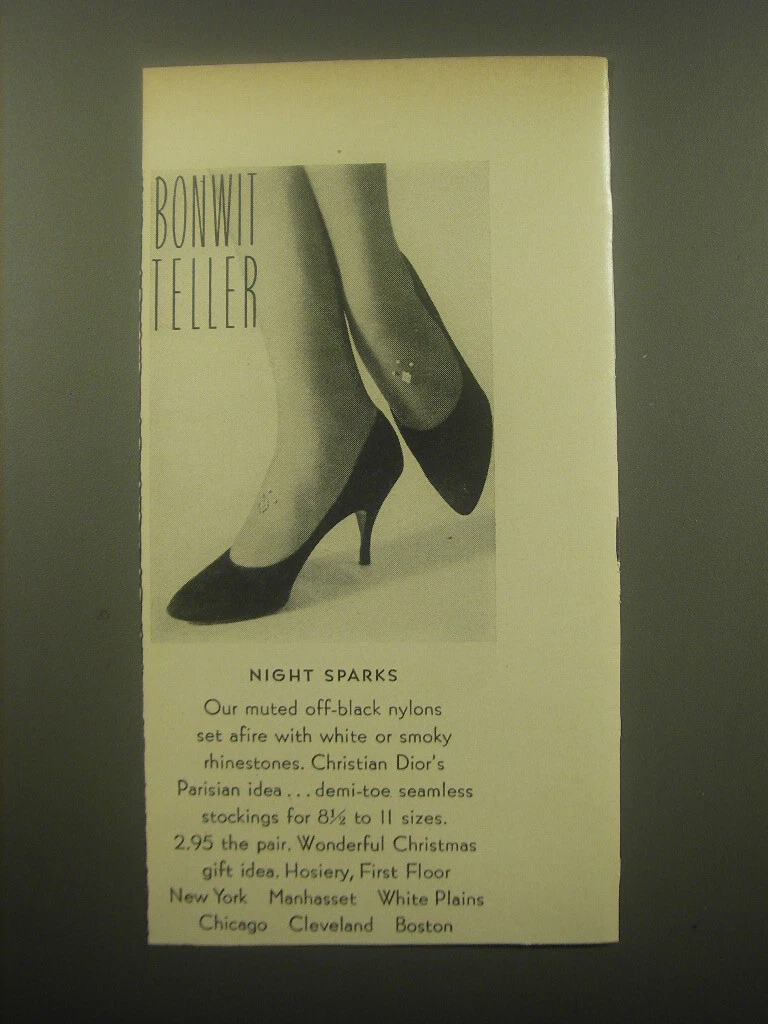 BONWIT
TELLER
NIGHT SPARKS
Our muted off-black nylons
set afire with white or smoky
rhinestones. Christian Dior's
Parisian idea... demi-toe seamless
stockings for 8½ to 11 sizes.
2.95 the pair. Wonderful Christmas
gift idea. Hosiery, First Floor
New York Manhasset White Plains
Chicago Cleveland Boston